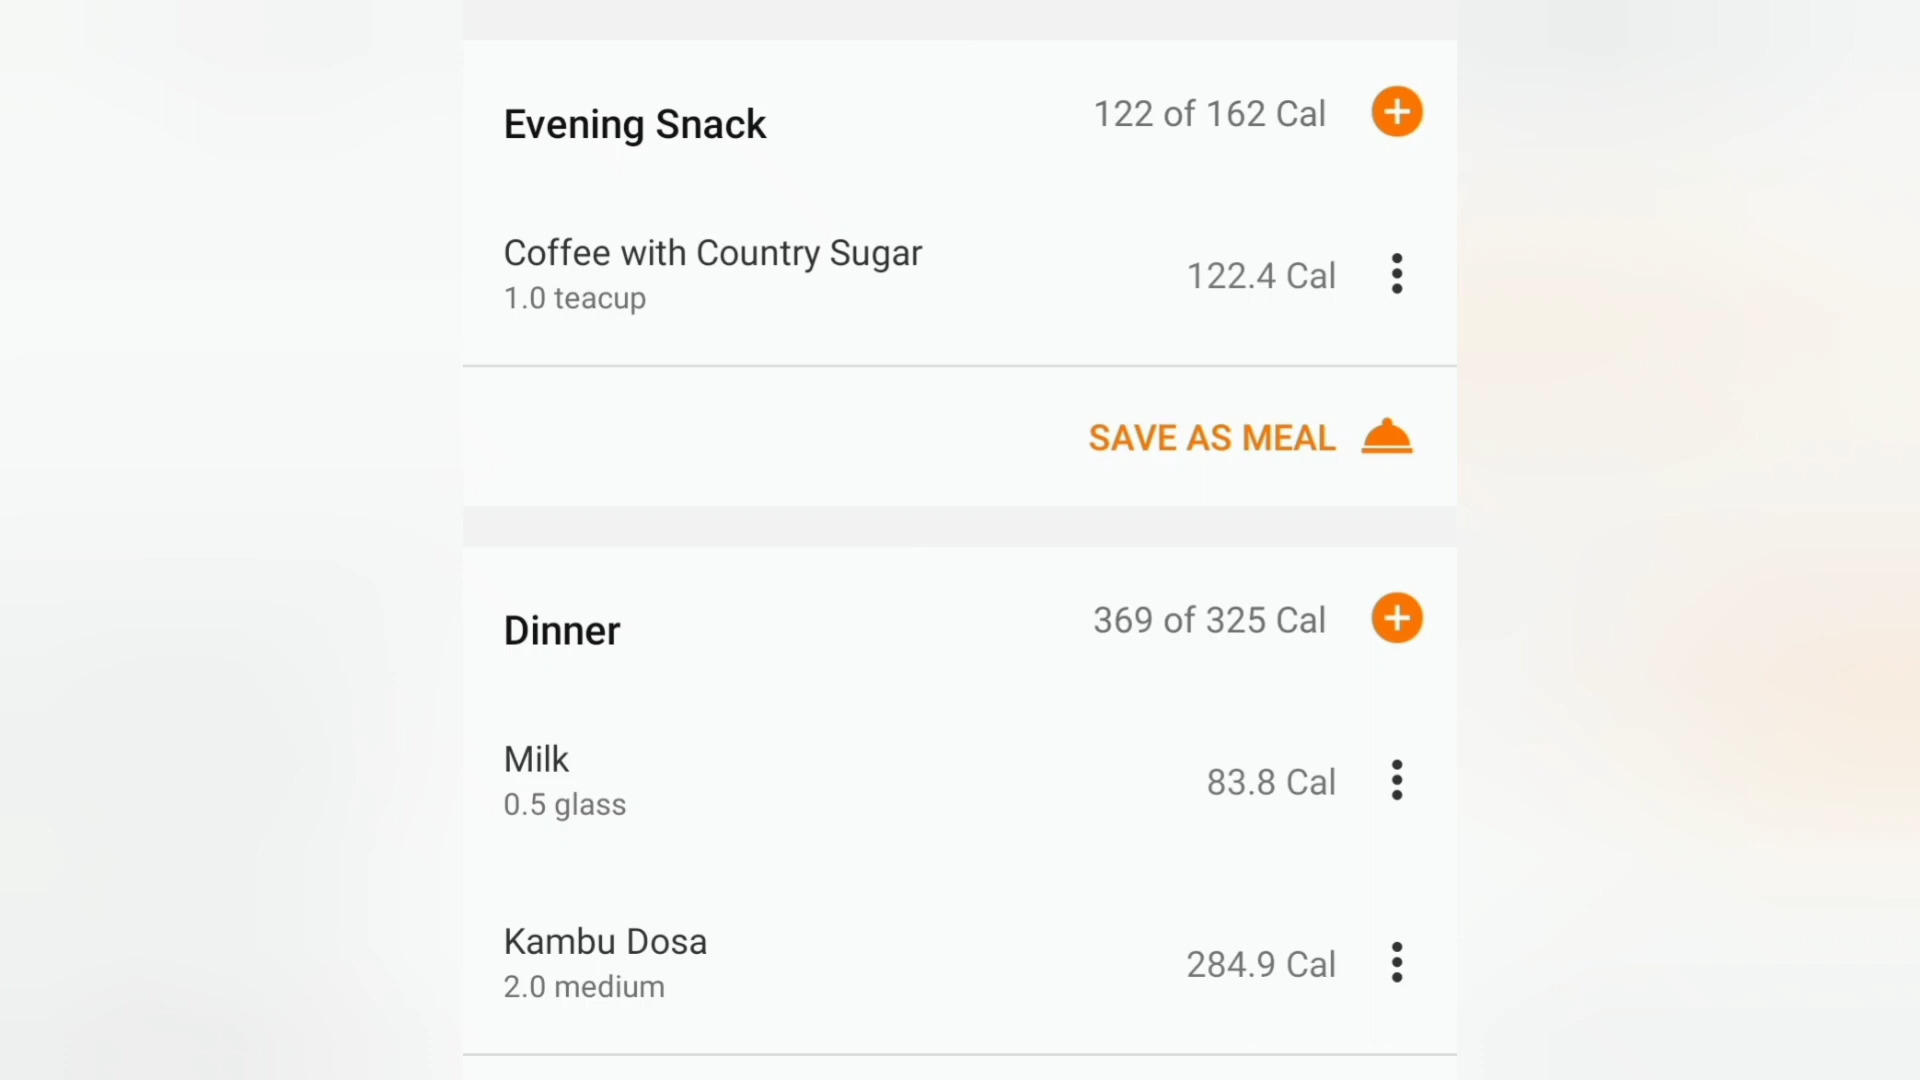 Evening Snack
122 of 162 Cal
Coffee with Country Sugar
1.0 teacup
122.4 Cal
SAVE AS MEAL
Dinner
369 of 325 Cal
Milk
0.5 glass
83.8 Cal
Kambu Dosa
2.0 medium
284.9 Cal